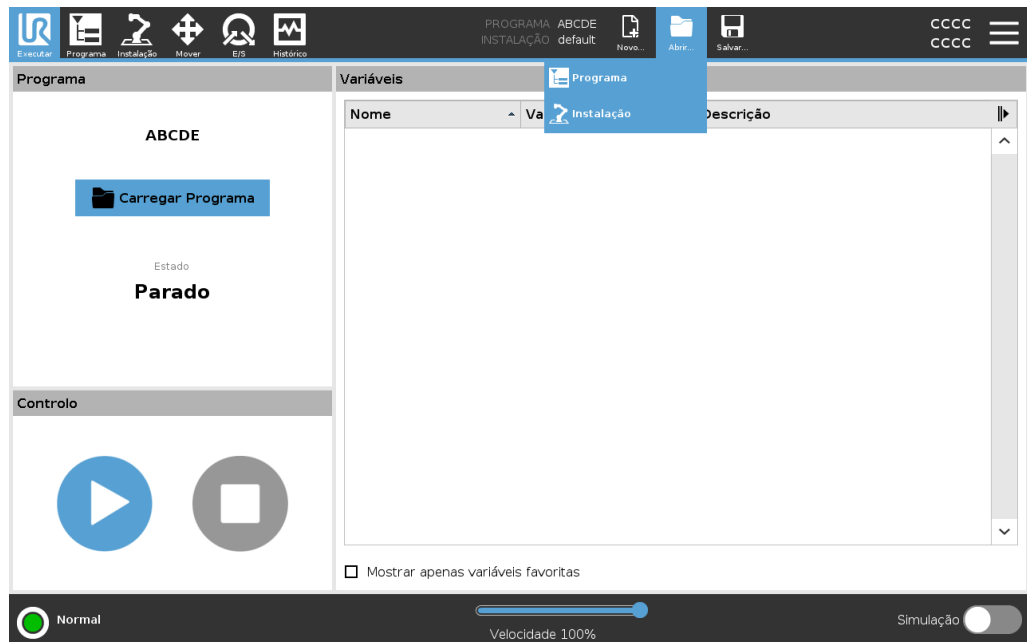 PROGRAMA ABCDE
INSTALAÇÃO default
CCCC
CCCC
Executar Programa Instalação Mover E/S Histórico Novo... Abrir... Salvar...
Programa
Instalação
Programa
ABCDE
Carregar Programa
Estado
Parado
Controlo
Variáveis
Nome Va Descrição
Mostrar apenas variáveis favoritas
Normal
Velocidade 100%
Simulação